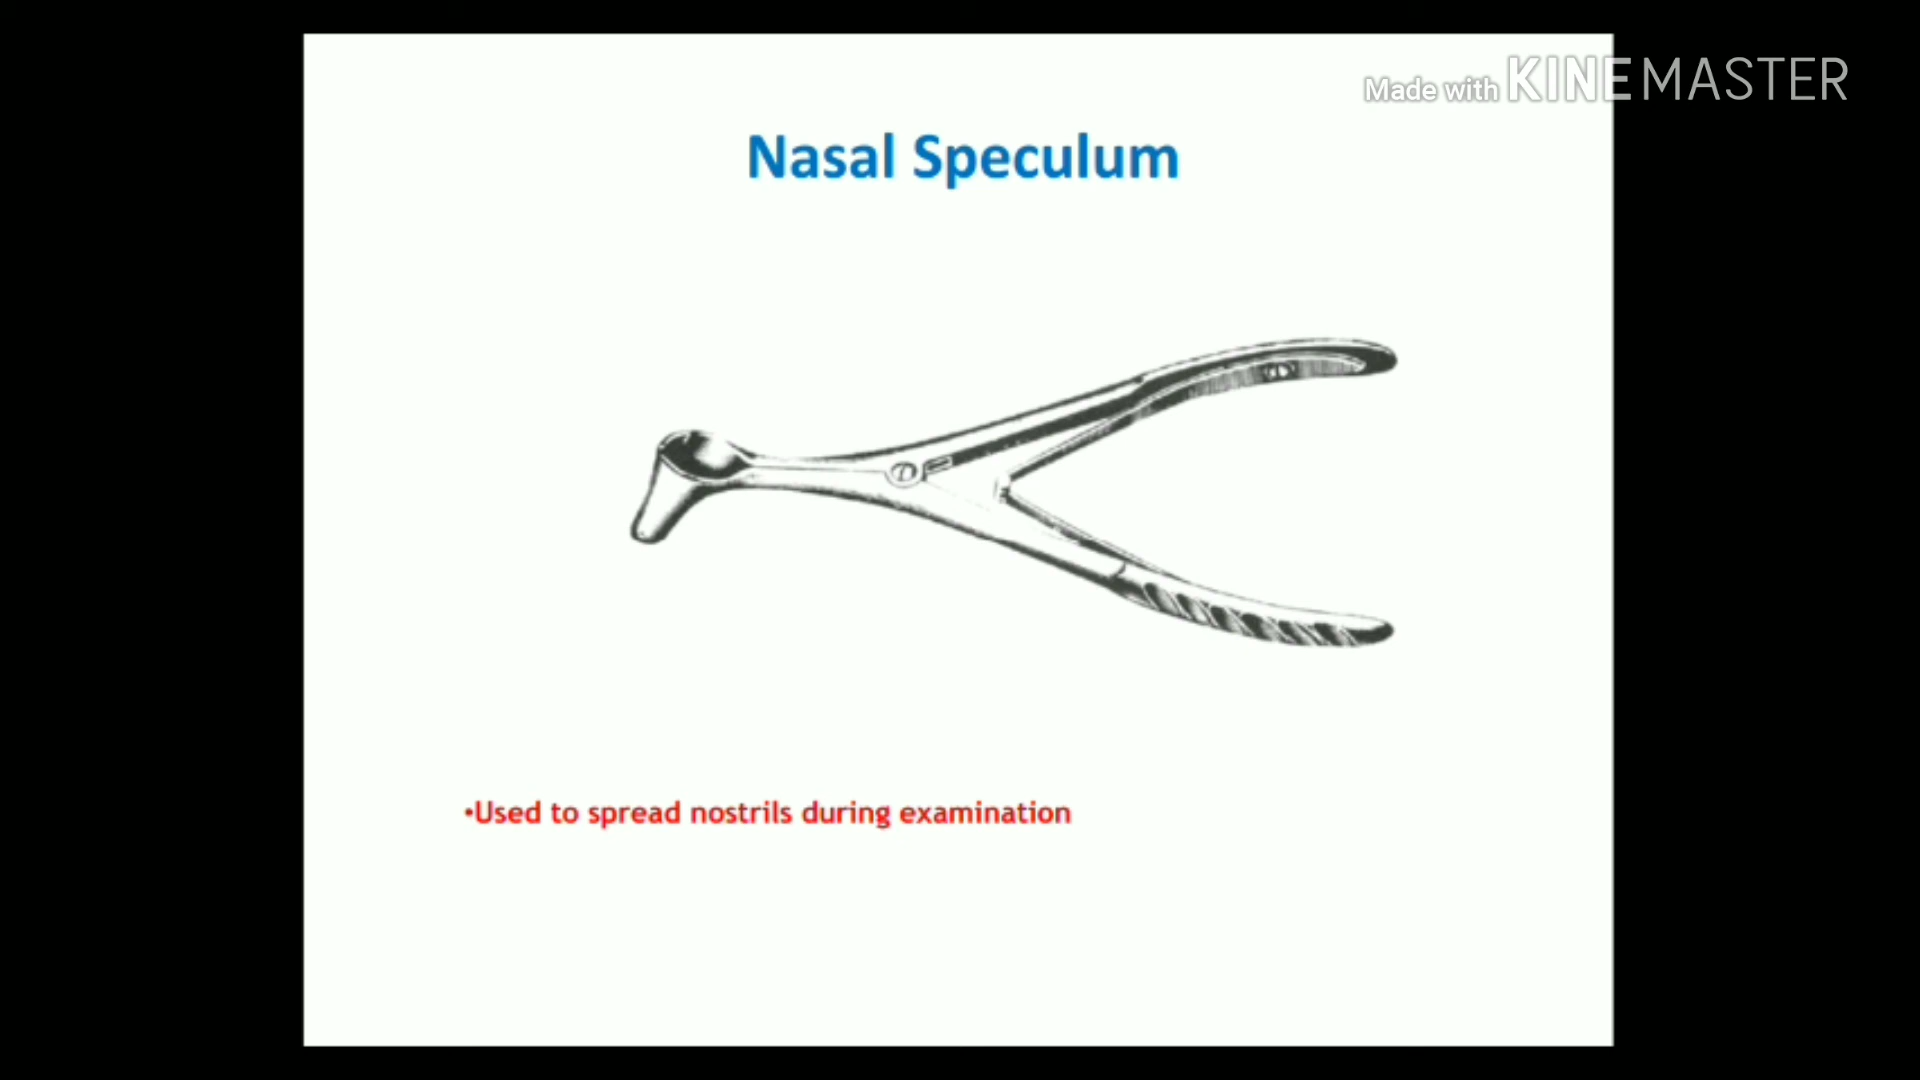 Made with KINEMASTER
Nasal Speculum
•Used to spread nostrils during examination